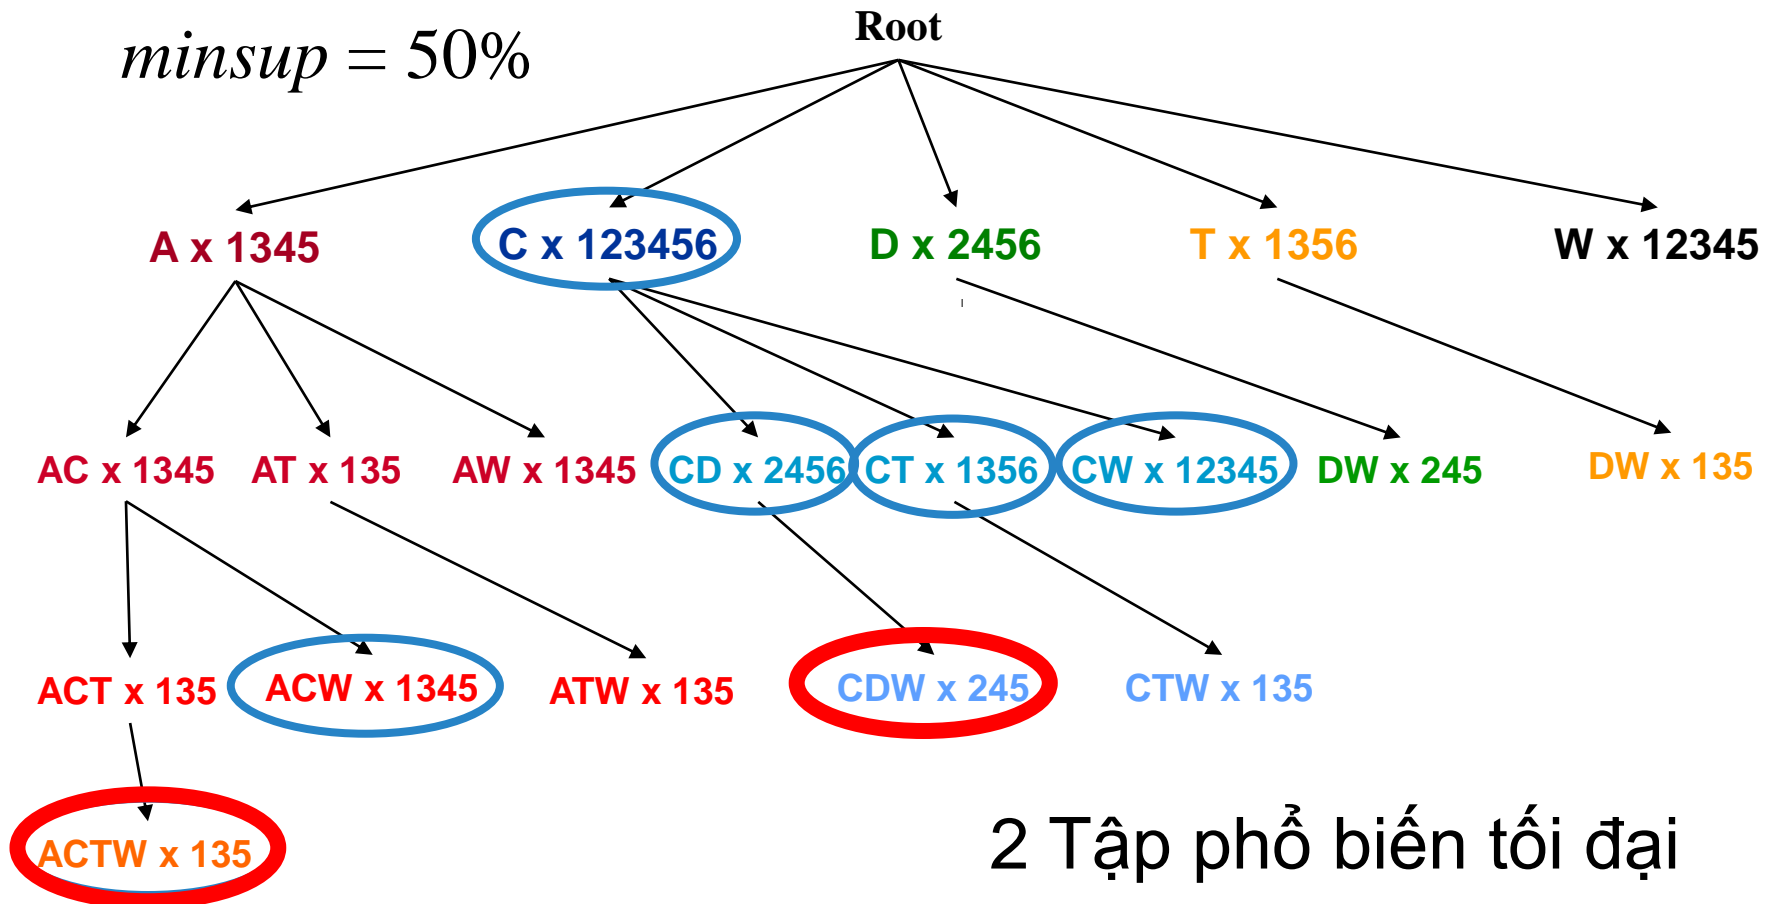 Root
minsup = 50%
A x 1345 C x 123456 D x 2456 T x 1356 W x 12345
AC x 1345 AT x 135 AW x 1345 CD x 2456 CT x 1356 CW x 12345 DW x 245 DW x 135
ACT x 135 ACW x 1345 ATW x 135 CDW x 245 CTW x 135
ACTW x 135
2 Tập phổ biến tối đại